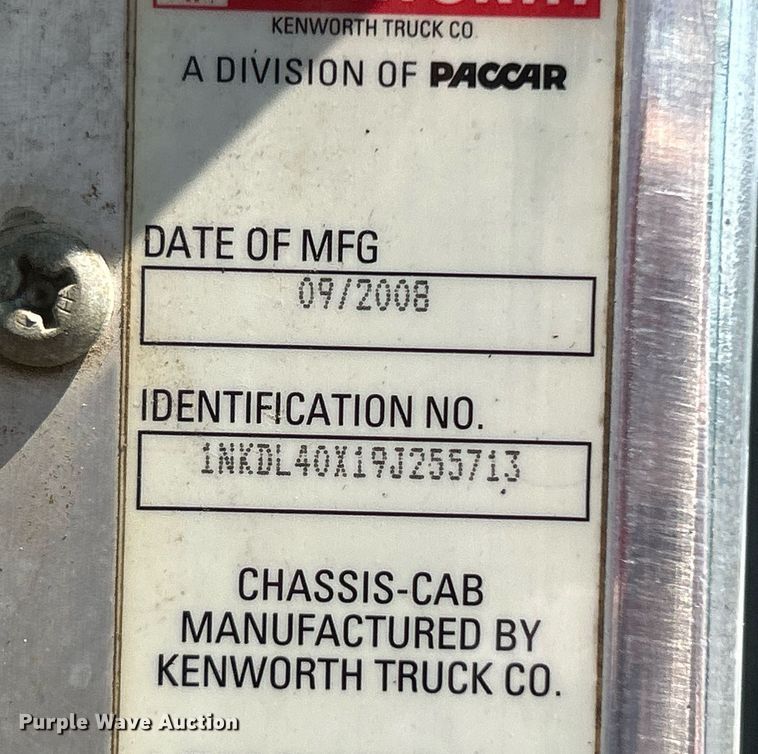 KENWORTH TRUCK CO
A DIVISION OF PACCAR
DATE OF MFG
09/2008
IDENTIFICATION NO.
1NKDL40X19J255713
CHASSIS-CAB
MANUFACTURED BY
KENWORTH TRUCK CO.
Purple Wave Auction